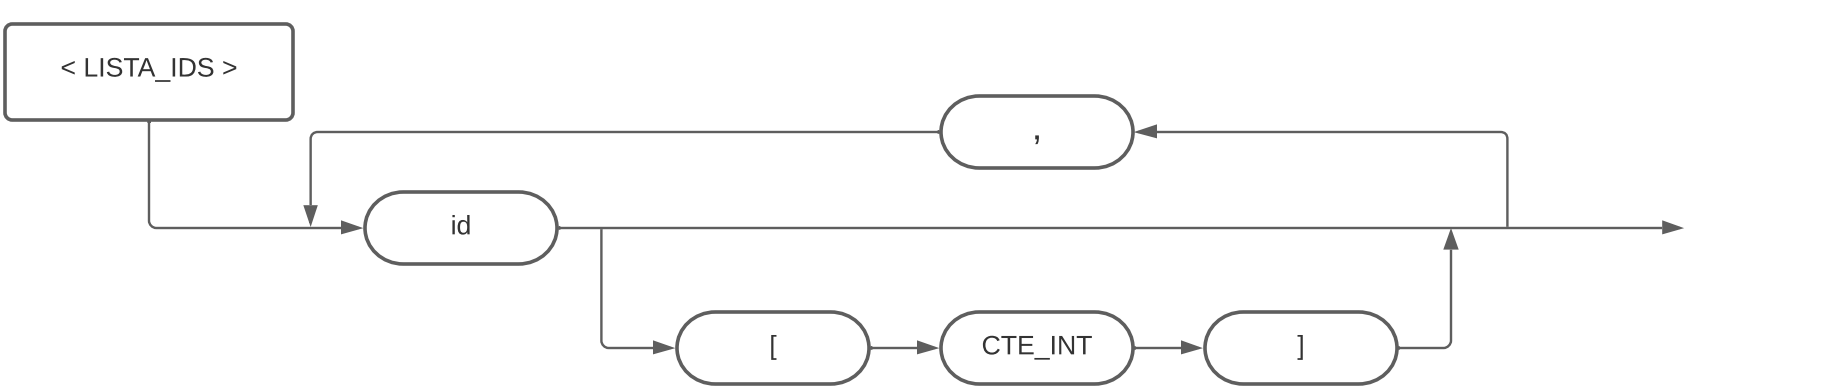 < LISTA_IDS >
,
id
[
CTE_INT
]